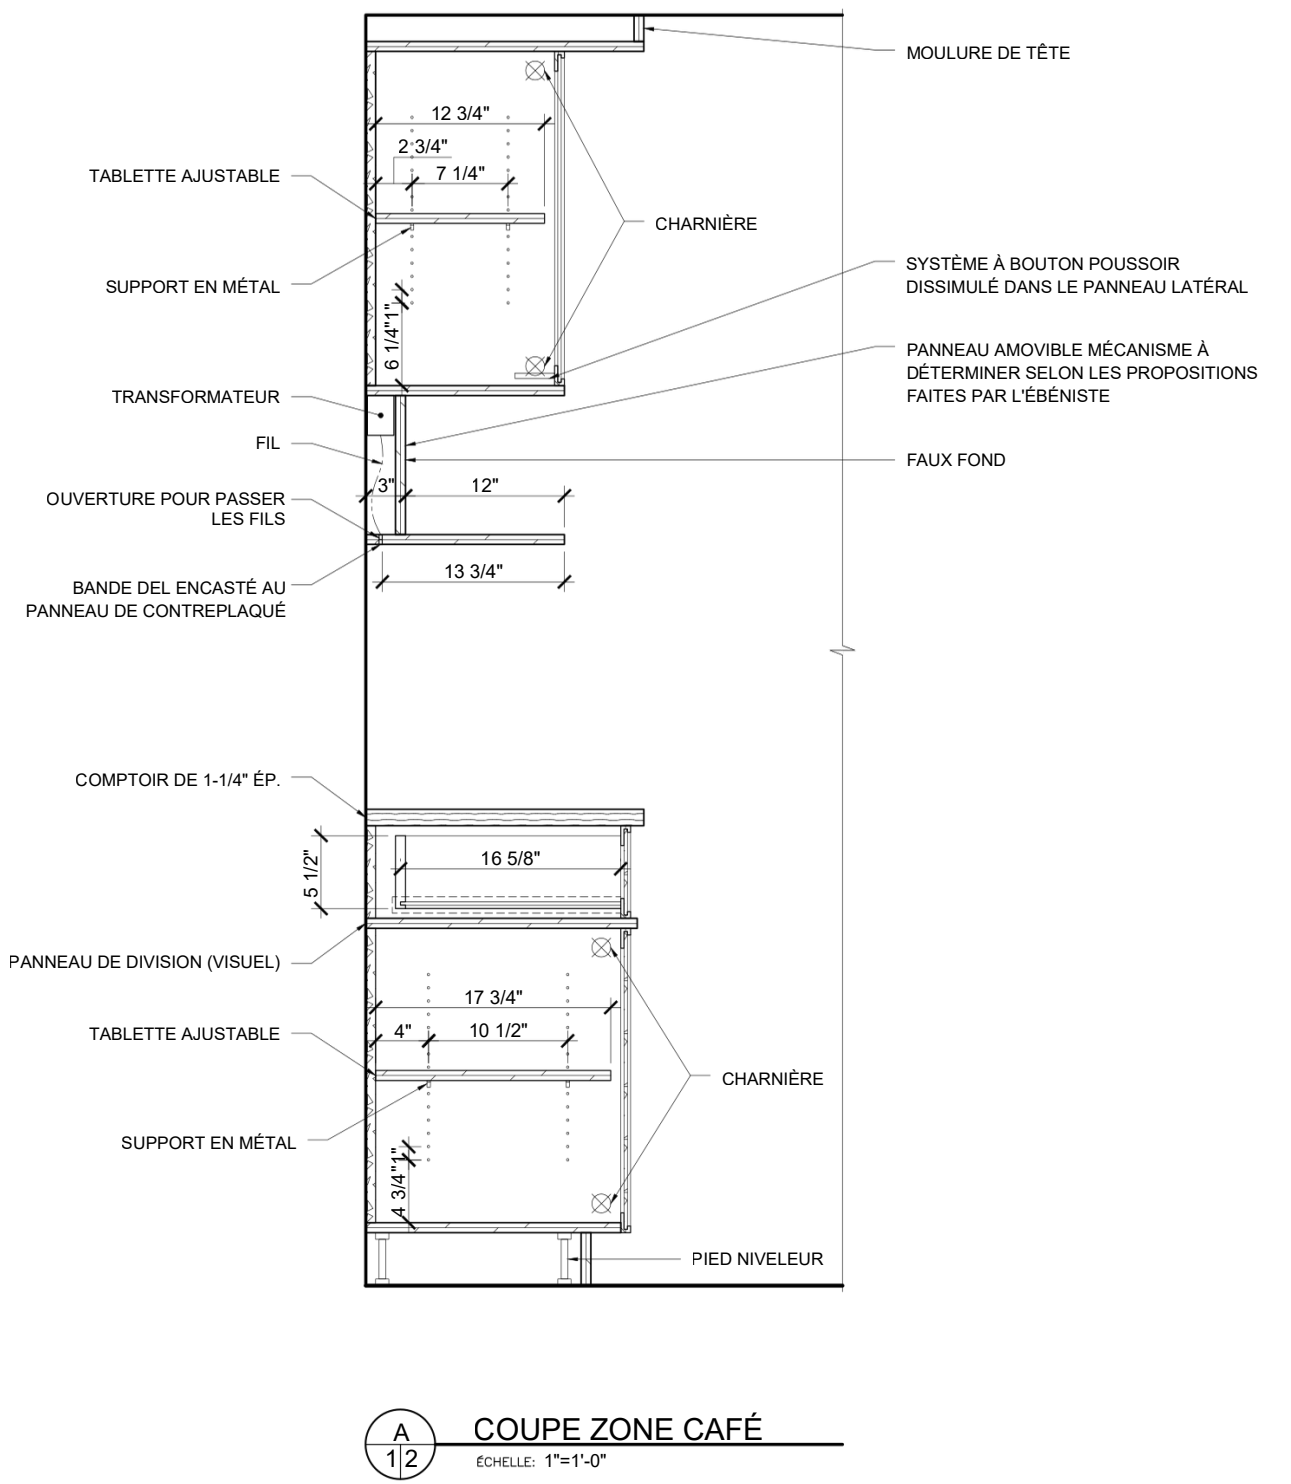 MOULURE DE TÊTE
12 3/4"
2 3/4"
7 1/4"
TABLETTE AJUSTABLE
CHARNIÈRE
SUPPORT EN MÉTAL
SYSTÈME À BOUTON POUSSOIR
DISSIMULÉ DANS LE PANNEAU LATÉRAL
1"
6 1/4"
PANNEAU AMOVIBLE MÉCANISME À
DÉTERMINER SELON LES PROPOSITIONS
FAITES PAR L'ÉBÉNISTE
TRANSFORMATEUR
FIL
FAUX FOND
3"
12"
OUVERTURE POUR PASSER
LES FILS
13 3/4"
BANDE DEL ENCASTÉ AU
PANNEAU DE CONTREPLAQUÉ
COMPTOIR DE 1-1/4" ÉP.
5 1/2"
16 5/8"
PANNEAU DE DIVISION (VISUEL)
17 3/4"
4"
10 1/2"
TABLETTE AJUSTABLE
CHARNIÈRE
SUPPORT EN MÉTAL
1"
4 3/4"
PIED NIVELEUR
A
1 2
COUPE ZONE CAFÉ
ÉCHELLE: 1"=1'-0"